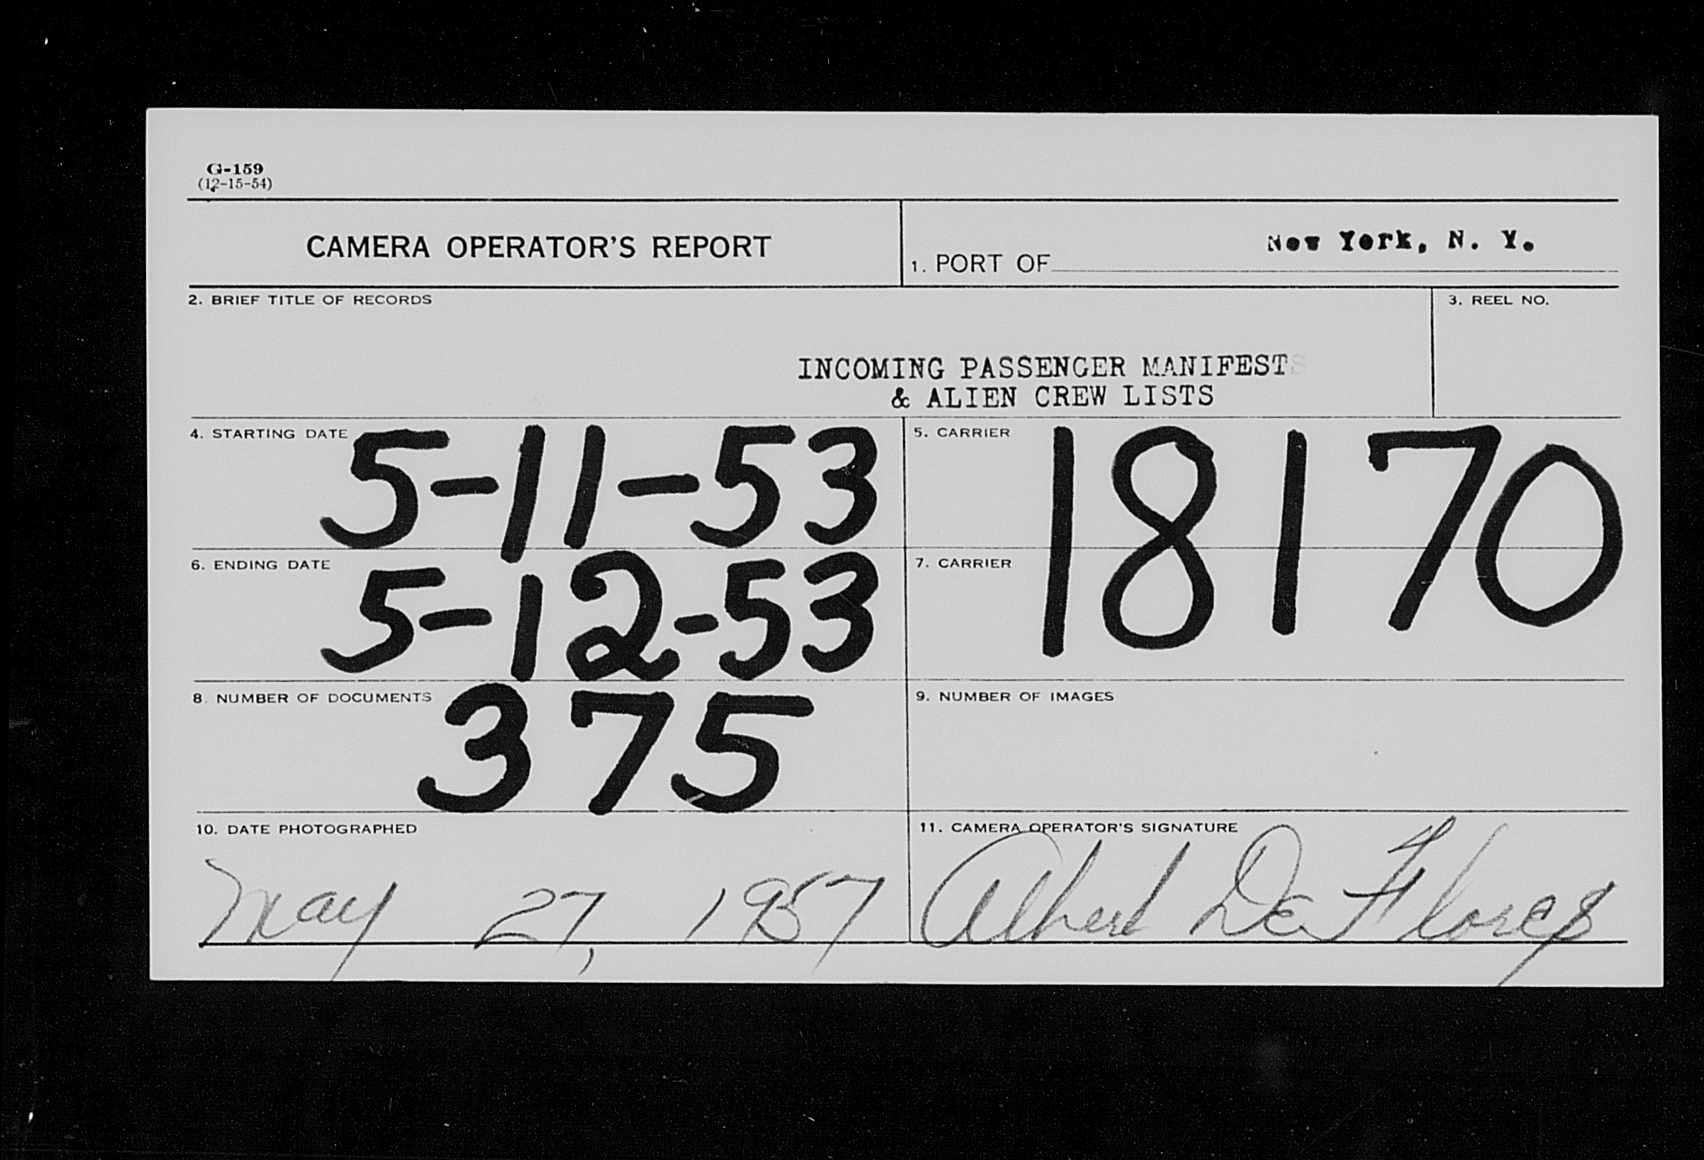 G-159
(12-15-54)
CAMERA OPERATOR'S REPORT
1. PORT OF New York, N. Y.
2. BRIEF TITLE OF RECORDS
3. REEL NO.
INCOMING PASSENGER MANIFESTS
& ALIEN CREW LISTS
4. STARTING DATE 5-11-53
5. CARRIER 18170
6. ENDING DATE 5-12-53
7. CARRIER
8. NUMBER OF DOCUMENTS 375
9. NUMBER OF IMAGES
10. DATE PHOTOGRAPHED
May 27, 1957
11. CAMERA OPERATOR'S SIGNATURE
Albert De Flores